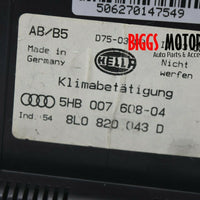 506270147549
AB/B5
D75-03
BIGGS MOTOR
Auto Parts & Acce
Made in
Germany
HELLA
Nicht
werfen
Klimabetätigung
5HB 007 608-04
Ind. 54
8L0 820 043 D